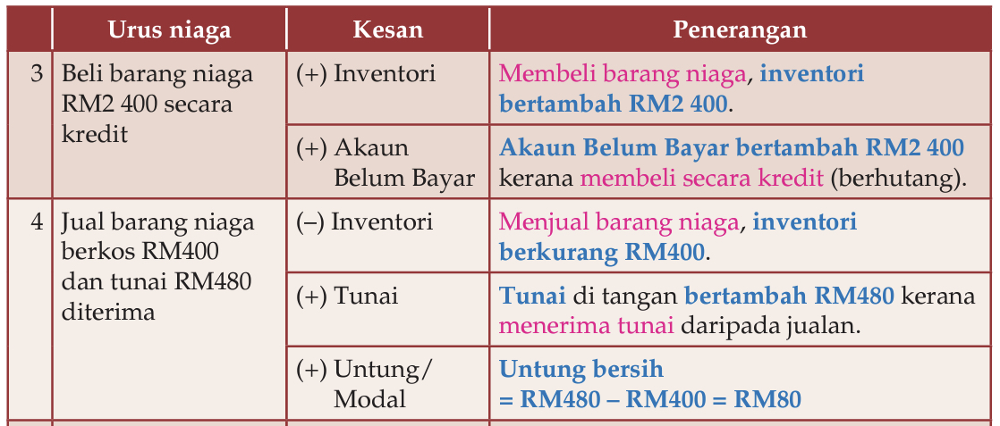 Urus niaga
Kesan
Penerangan
3
Beli barang niaga
RM2 400 secara
kredit
(+) Inventori
Membeli barang niaga, inventori
bertambah RM2 400.
(+) Akaun
Belum Bayar
Akaun Belum Bayar bertambah RM2 400
kerana membeli secara kredit (berhutang).
4
Jual barang niaga
berkos RM400
dan tunai RM480
diterima
(–) Inventori
Menjual barang niaga, inventori
berkurang RM400.
(+) Tunai
Tunai di tangan bertambah RM480 kerana
menerima tunai daripada jualan.
(+) Untung/
Modal
Untung bersih
= RM480 – RM400 = RM80